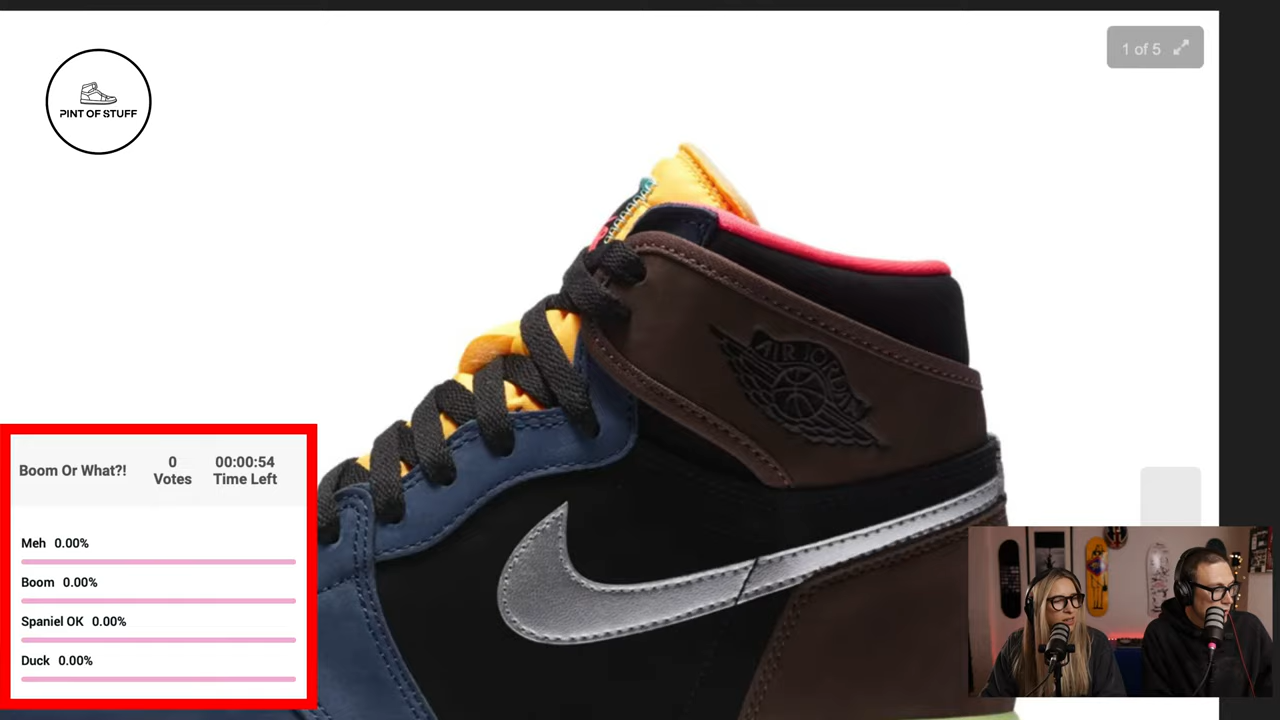 1 of 5
PINT OF STUFF
AIR JORDAN
Boom Or What?!
0
Votes
00:00:54
Time Left
Meh 0.00%
Boom 0.00%
Spaniel OK 0.00%
Duck 0.00%